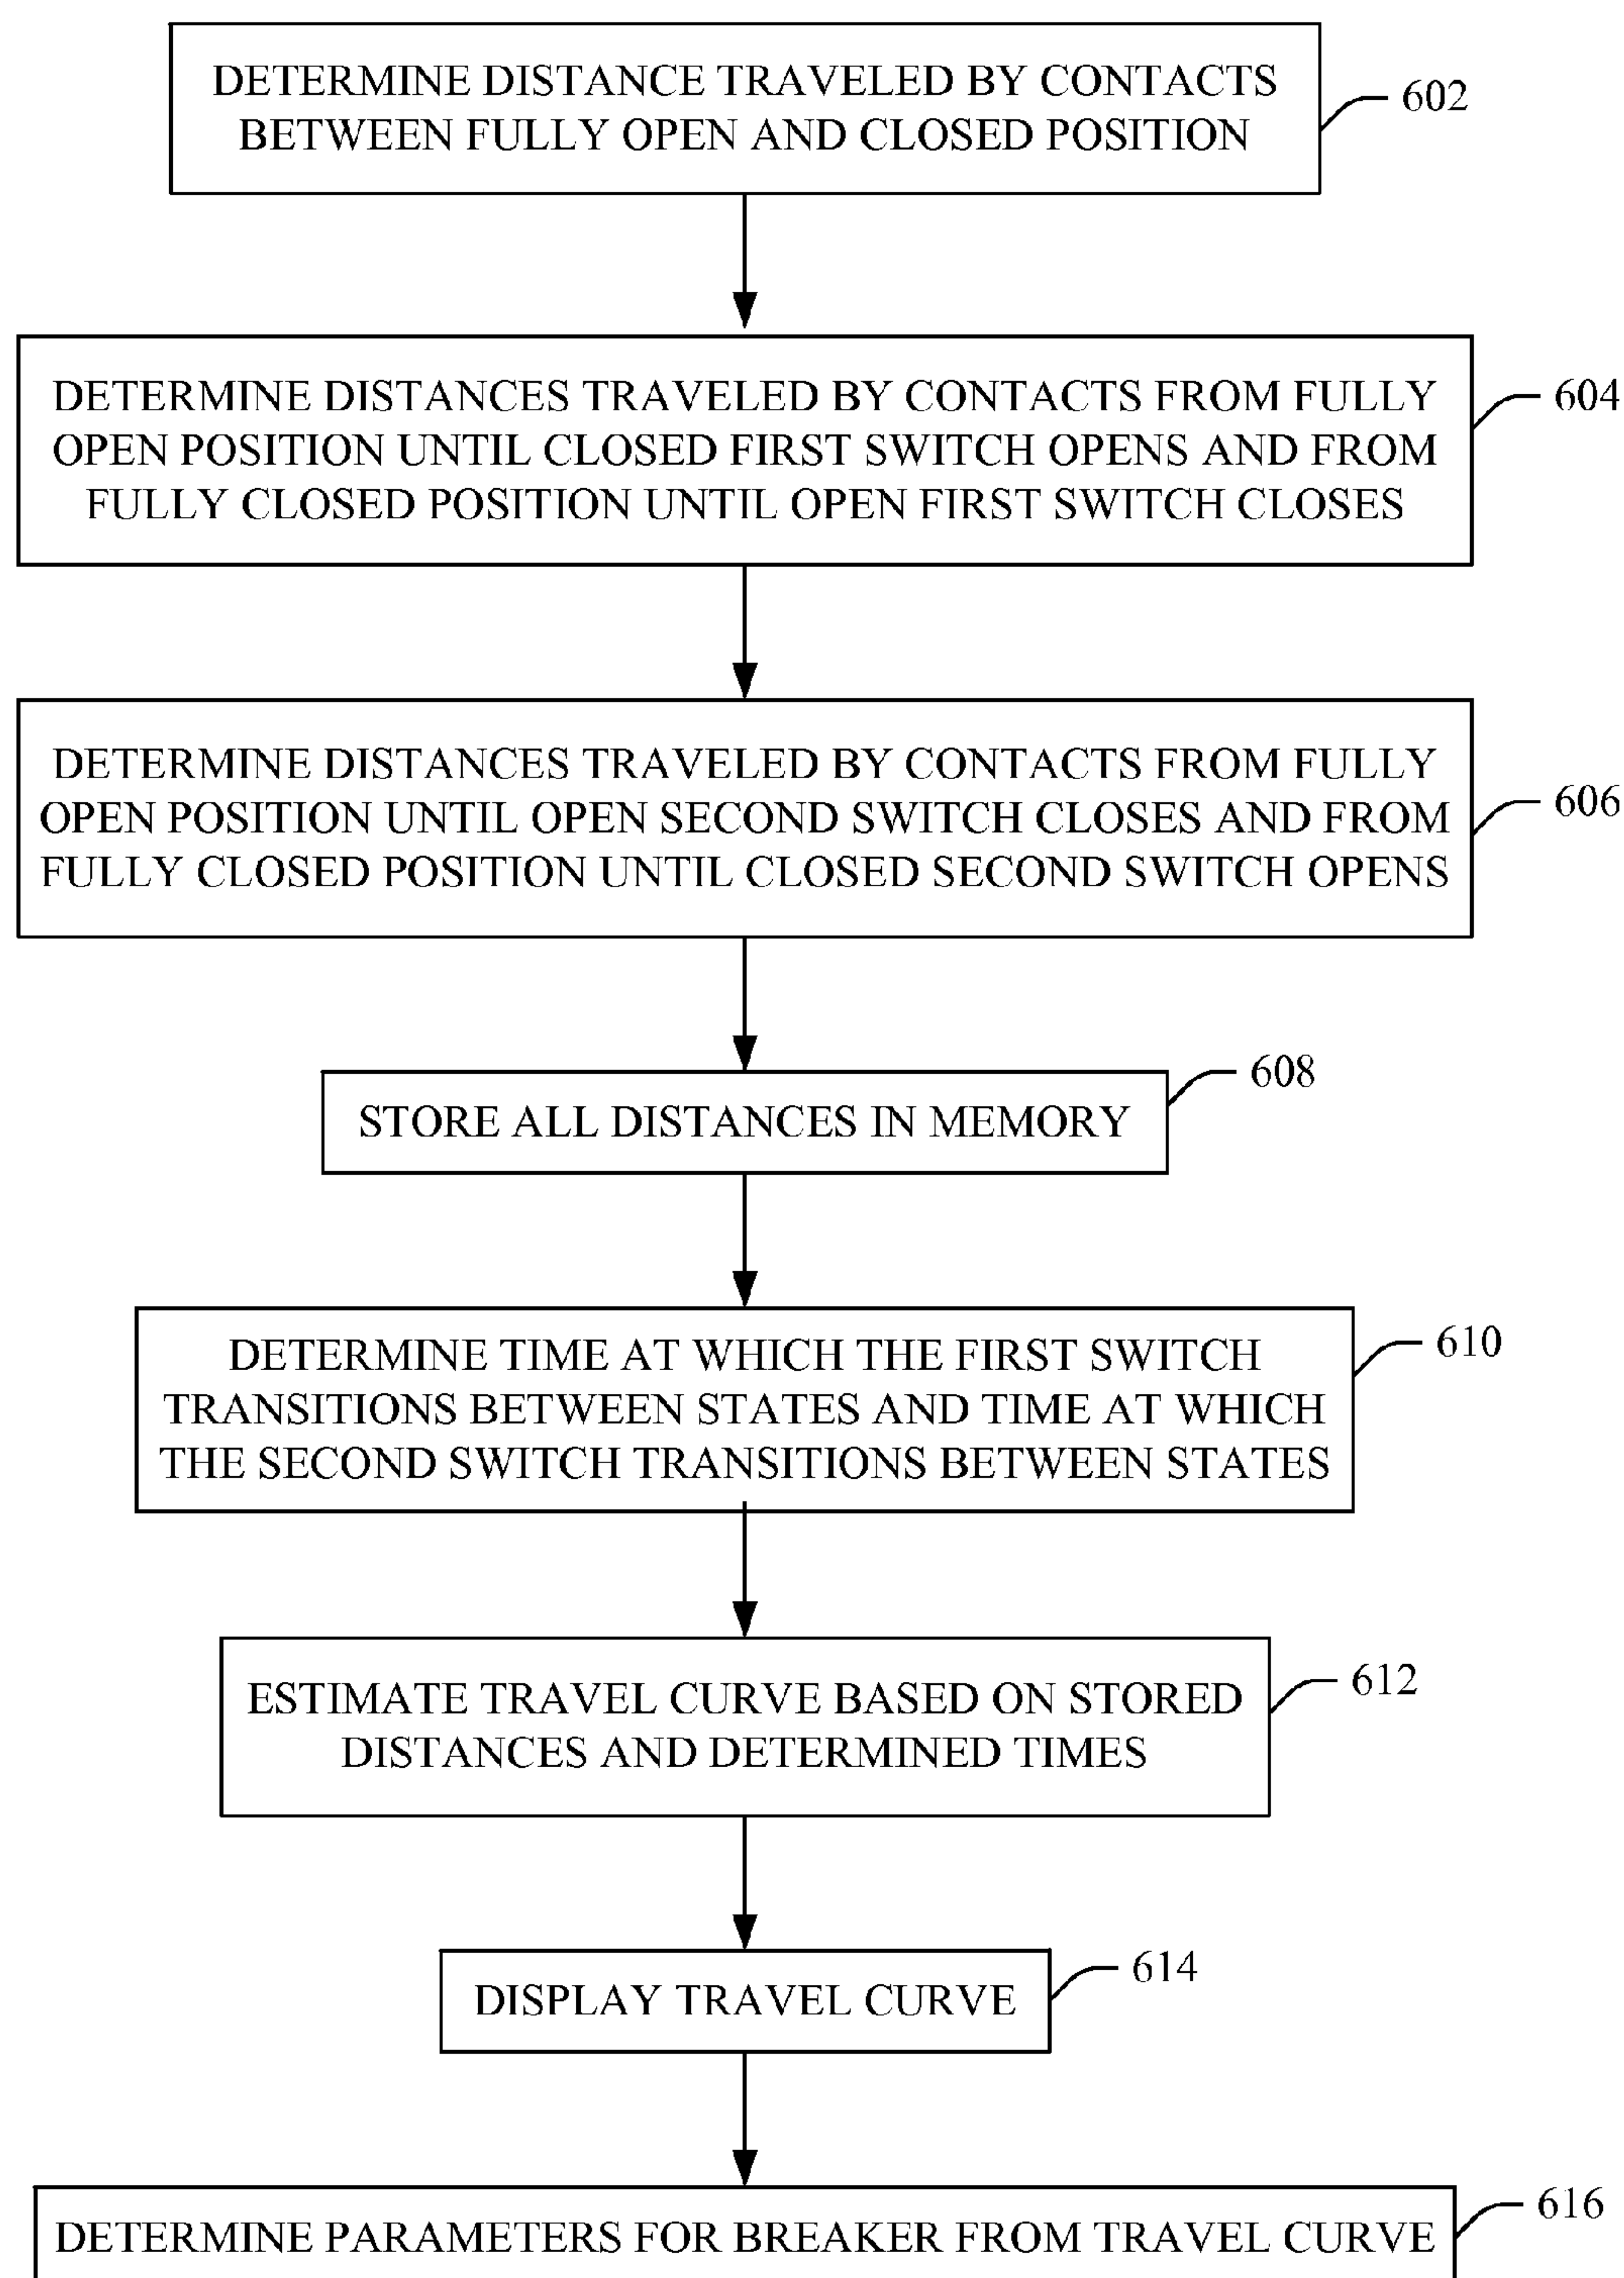 DETERMINE DISTANCE TRAVELED BY CONTACTS
BETWEEN FULLY OPEN AND CLOSED POSITION
602
DETERMINE DISTANCES TRAVELED BY CONTACTS FROM FULLY
OPEN POSITION UNTIL CLOSED FIRST SWITCH OPENS AND FROM
FULLY CLOSED POSITION UNTIL OPEN FIRST SWITCH CLOSES
604
DETERMINE DISTANCES TRAVELED BY CONTACTS FROM FULLY
OPEN POSITION UNTIL OPEN SECOND SWITCH CLOSES AND FROM
FULLY CLOSED POSITION UNTIL CLOSED SECOND SWITCH OPENS
606
STORE ALL DISTANCES IN MEMORY
608
DETERMINE TIME AT WHICH THE FIRST SWITCH
TRANSITIONS BETWEEN STATES AND TIME AT WHICH
THE SECOND SWITCH TRANSITIONS BETWEEN STATES
610
ESTIMATE TRAVEL CURVE BASED ON STORED
DISTANCES AND DETERMINED TIMES
612
DISPLAY TRAVEL CURVE
614
DETERMINE PARAMETERS FOR BREAKER FROM TRAVEL CURVE
616